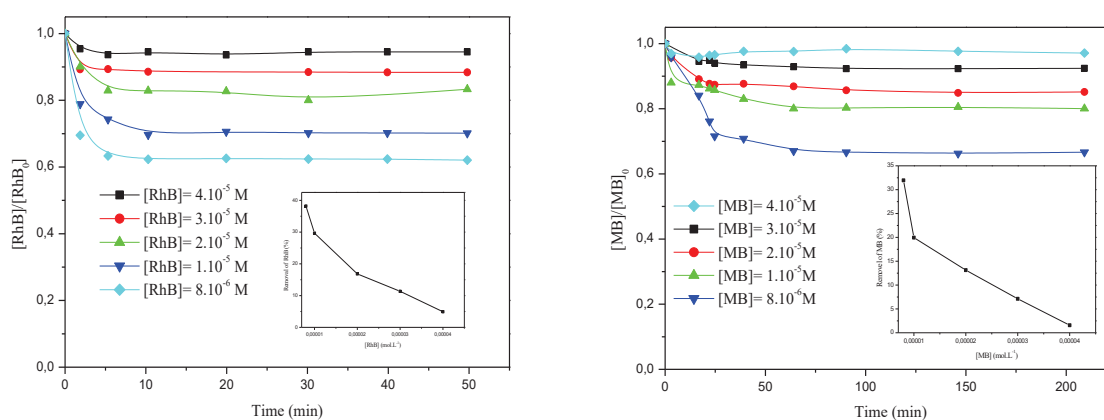 [RhB]/[RhB₀]
1,0
0,8
0,6
0,4
0,2
0,0
[RhB]= 4.10⁻⁵ M
[RhB]= 3.10⁻⁵ M
[RhB]= 2.10⁻⁵ M
[RhB]= 1.10⁻⁵ M
[RhB]= 8.10⁻⁶ M
Removal of RhB (%)
40
30
20
10
0
0,00001 0,00002 0,00003 0,00004
[RhB] (mol.L⁻¹)
0 10 20 30 40 50
Time (min)
[MB]/[MB]₀
1,0
0,8
0,6
0,4
0,2
0,0
[MB]= 4.10⁻⁵M
[MB]= 3.10⁻⁵M
[MB]= 2.10⁻⁵M
[MB]= 1.10⁻⁵M
[MB]= 8.10⁻⁶M
Removel of MB (%)
35
30
25
20
15
10
5
0
0,00001 0,00002 0,00003 0,00004
[MB] (mol.L⁻¹)
0 50 100 150 200
Time (min)